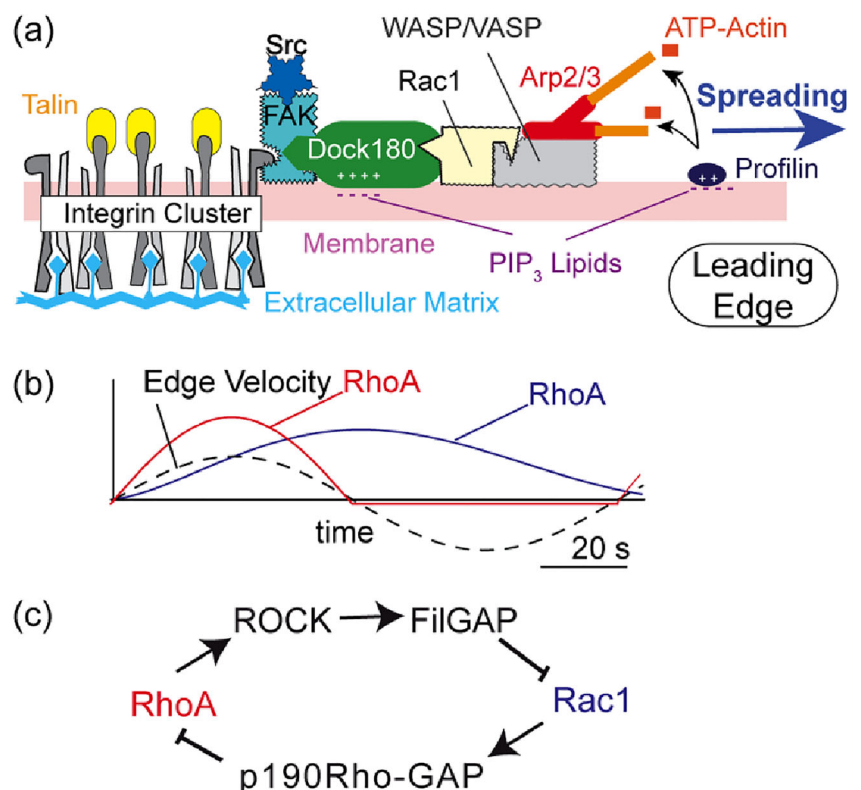 (a)
WASP/VASP
ATP-Actin
Src
Rac1
Arp2/3
Talin
FAK
Spreading
Dock180
++++
++
Profilin
Integrin Cluster
Membrane
PIP3 Lipids
Extracellular Matrix
Leading
Edge
(b)
Edge Velocity
RhoA
RhoA
time
20 s
(c)
ROCK
FilGAP
RhoA
Rac1
p190Rho-GAP